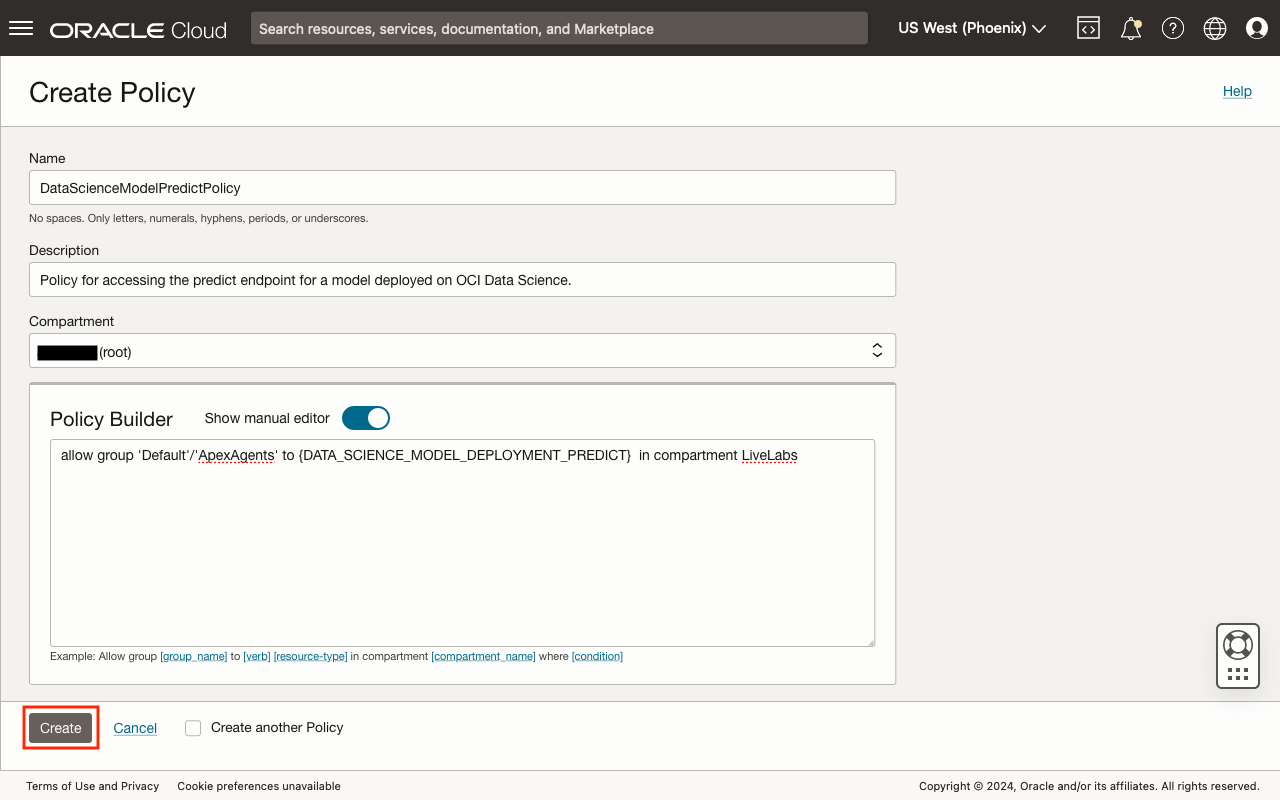 ORACLE Cloud
Search resources, services, documentation, and Marketplace
US West (Phoenix)
Create Policy
Help
Name
DataScienceModelPredictPolicy
No spaces. Only letters, numerals, hyphens, periods, or underscores.
Description
Policy for accessing the predict endpoint for a model deployed on OCI Data Science.
Compartment
(root)
Policy Builder
Show manual editor
allow group 'Default'/'ApexAgents' to {DATA_SCIENCE_MODEL_DEPLOYMENT_PREDICT}  in compartment LiveLabs
Example: Allow group [group_name] to [verb] [resource-type] in compartment [compartment_name] where [condition]
Create
Cancel
Create another Policy
Terms of Use and Privacy
Cookie preferences unavailable
Copyright © 2024, Oracle and/or its affiliates. All rights reserved.